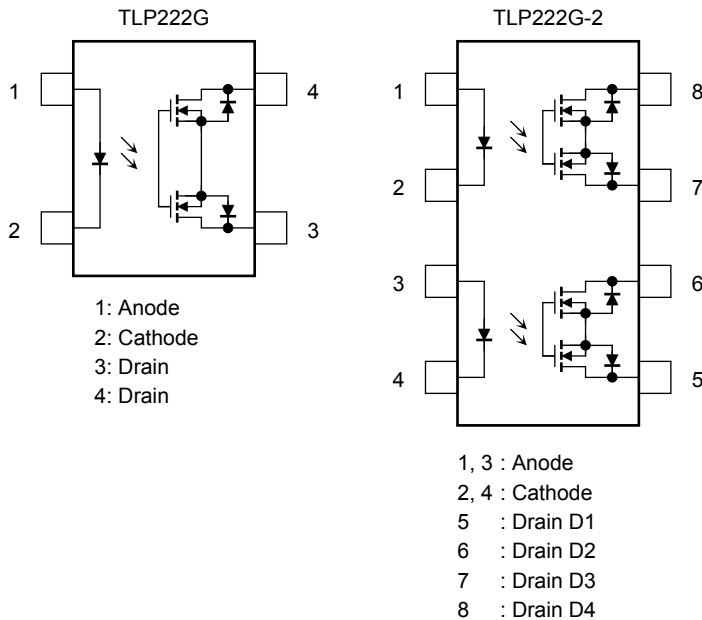 TLP222G
1
4
2
3
1: Anode
2: Cathode
3: Drain
4: Drain
TLP222G-2
1
8
2
7
3
6
4
5
1, 3 : Anode
2, 4 : Cathode
5 : Drain D1
6 : Drain D2
7 : Drain D3
8 : Drain D4